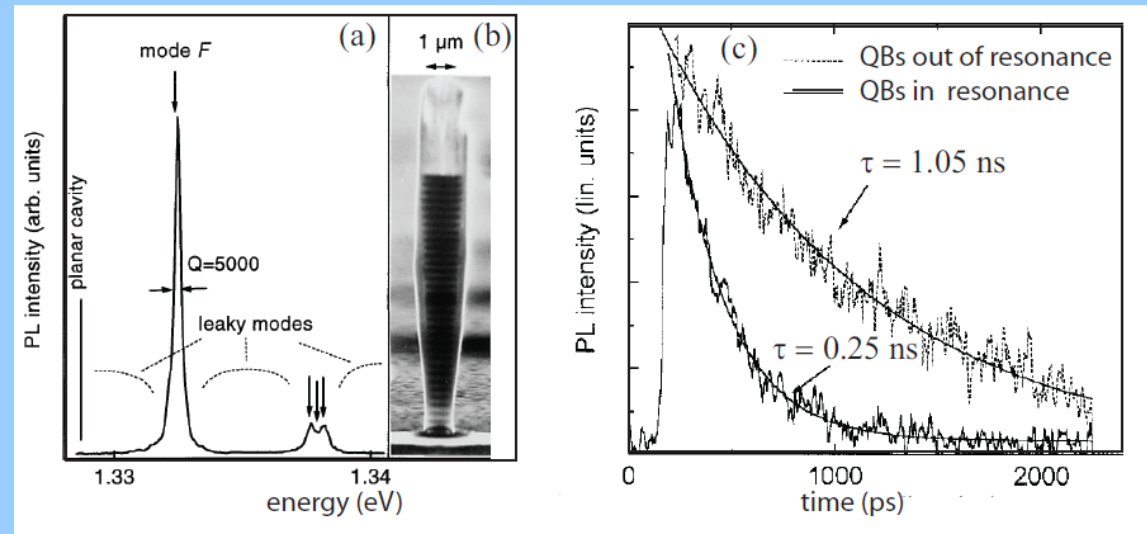 (a)
mode F
PL intensity (arb. units)
planar cavity
Q=5000
leaky modes
1.33
1.34
energy (eV)
(b)
1 µm
(c)
QBs out of resonance
QBs in resonance
PL intensity (lin. units)
τ = 1.05 ns
τ = 0.25 ns
0
1000
2000
time (ps)